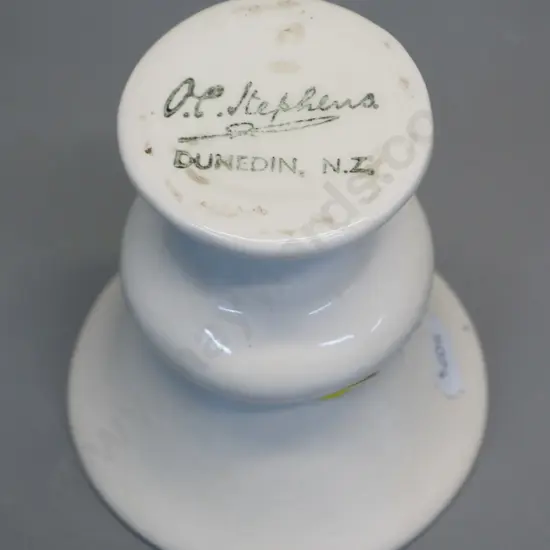 O.C. Stephens
DUNEDIN, N.Z.